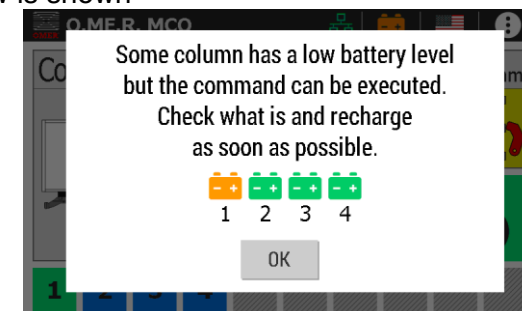 is shown
O.ME.R. MCO
Co
Some column has a low battery level
but the command can be executed.
Check what is and recharge
as soon as possible.
1 2 3 4
OK
1 2 3 4